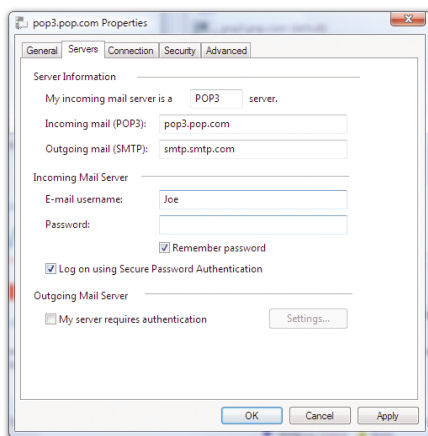 pop3.pop.com Properties
General Servers Connection Security Advanced
Server Information
My incoming mail server is a POP3 server.
Incoming mail (POP3): pop3.pop.com
Outgoing mail (SMTP): smtp.smtp.com
Incoming Mail Server
E-mail username: Joe
Password:
Remember password
Log on using Secure Password Authentication
Outgoing Mail Server
My server requires authentication Settings...
OK Cancel Apply